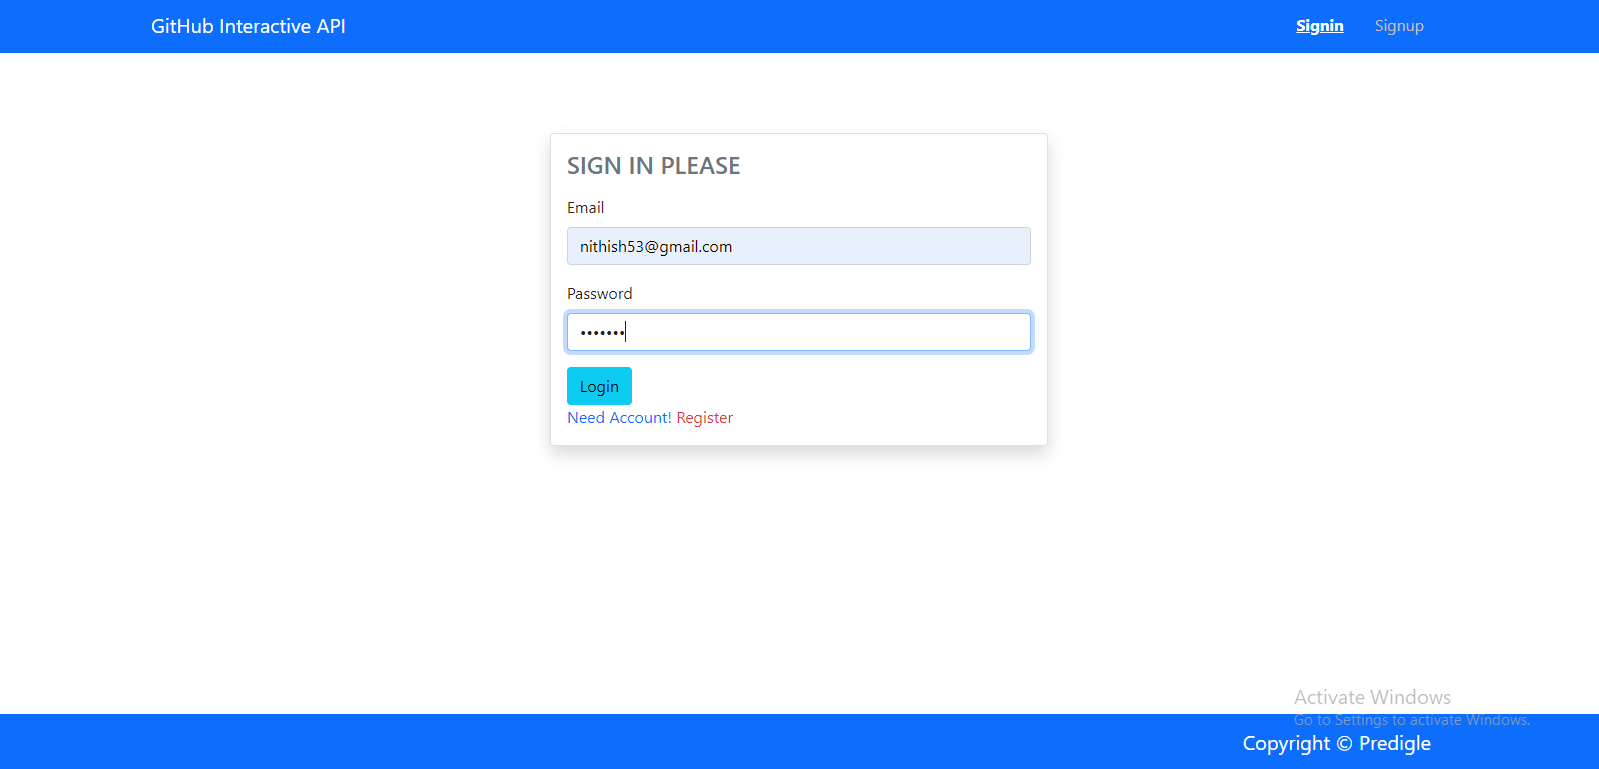 GitHub Interactive API
Signin Signup
SIGN IN PLEASE
Email
nithish53@gmail.com
Password
•••••••
Login
Need Account! Register
Activate Windows
Go to Settings to activate Windows.
Copyright © Predigle